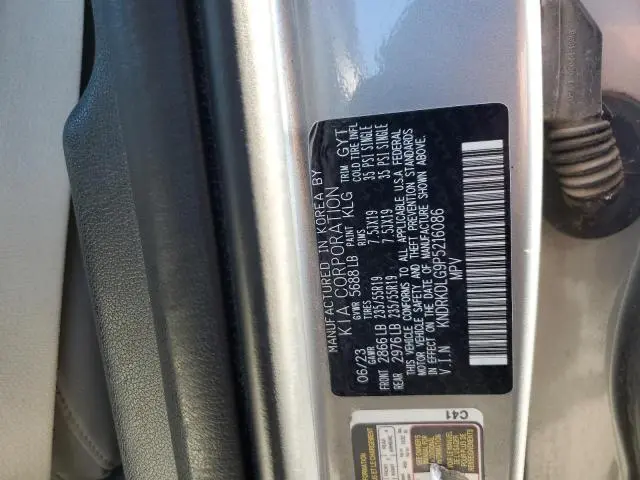 MANUFACTURED IN KOREA BY
KIA CORPORATION
06/23 GVWR 5688 LB PAINT KLG TRIM GYT
GAWR TIRES RIMS COLD TIRE INFL
FRONT 2866 LB 235/55R19 7.5JX19 35 PSI SINGLE
REAR 2976 LB 235/55R19 7.5JX19 35 PSI SINGLE
THIS VEHICLE CONFORMS TO ALL APPLICABLE U.S.A FEDERAL
MOTOR VEHICLE SAFETY AND THEFT PREVENTION STANDARDS
IN EFFECT ON THE DATE OF MANUFACTURE SHOWN ABOVE.
V.I.N KNDRKDLG9P5216086
MPV
C41